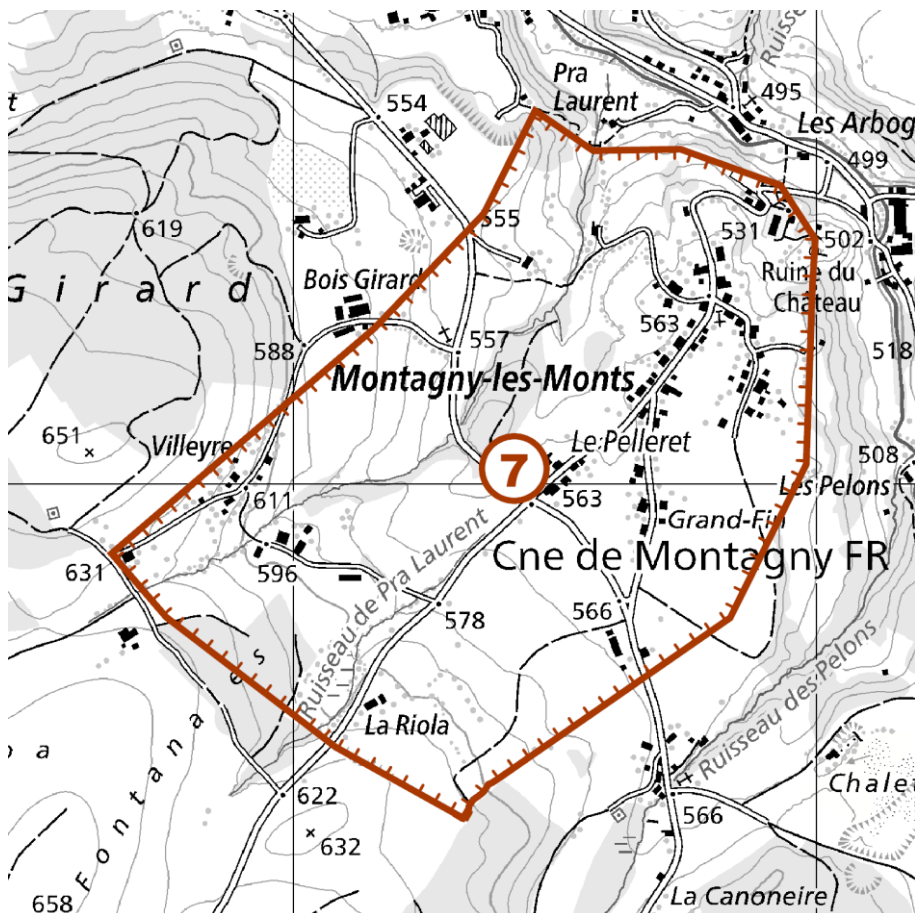 Pra
Laurent
Ruisseau
495
554
Les Arbog
499
619
555
531
502
Girard
Bois Girard
Ruine du
Château
563
588
557
518
Montagny-les-Monts
651
Villeyre
Le Pelleret
7
508
611
563
Les Pelons
Grand-Fin
Cne de Montagny FR
631
596
Ruisseau de Pra Laurent
566
578
Ruisseau des Pelons
La Riola
Chalet
622
566
632
658
La Canoneire